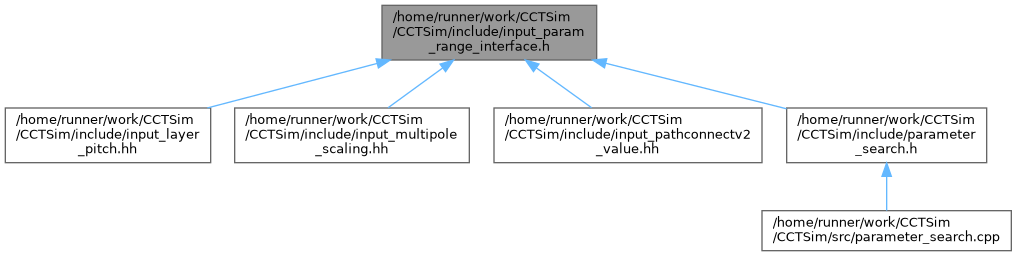 /home/runner/work/CCTSim
/CCTSim/include/input_param
_range_interface.h
/home/runner/work/CCTSim
/CCTSim/include/input_layer
_pitch.hh
/home/runner/work/CCTSim
/CCTSim/include/input_multipole
_scaling.hh
/home/runner/work/CCTSim
/CCTSim/include/input_pathconnectv2
_value.hh
/home/runner/work/CCTSim
/CCTSim/include/parameter
_search.h
/home/runner/work/CCTSim
/CCTSim/src/parameter_search.cpp